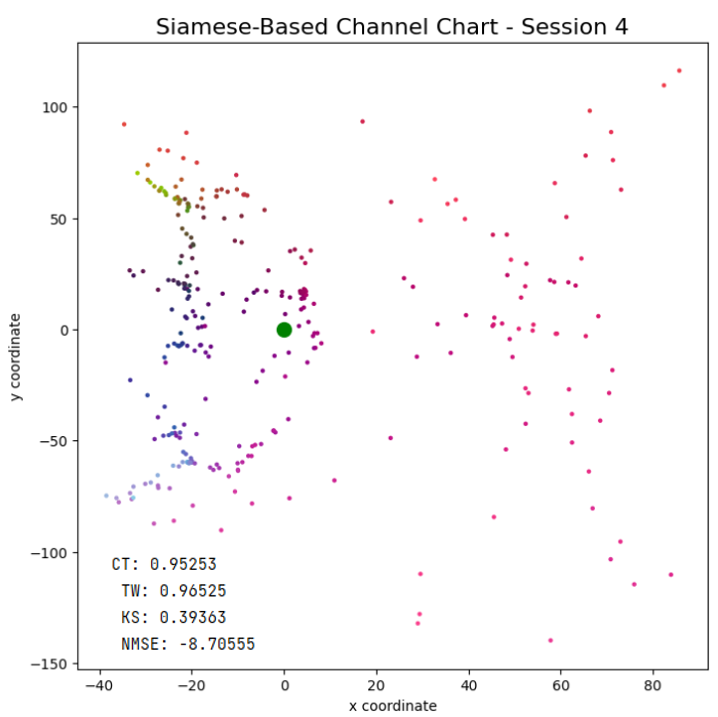 Siamese-Based Channel Chart - Session 4
100
50
0
−50
−100
−150
y coordinate
CT: 0.95253
TW: 0.96525
KS: 0.39363
NMSE: -8.70555
−40
−20
0
20
40
60
80
x coordinate